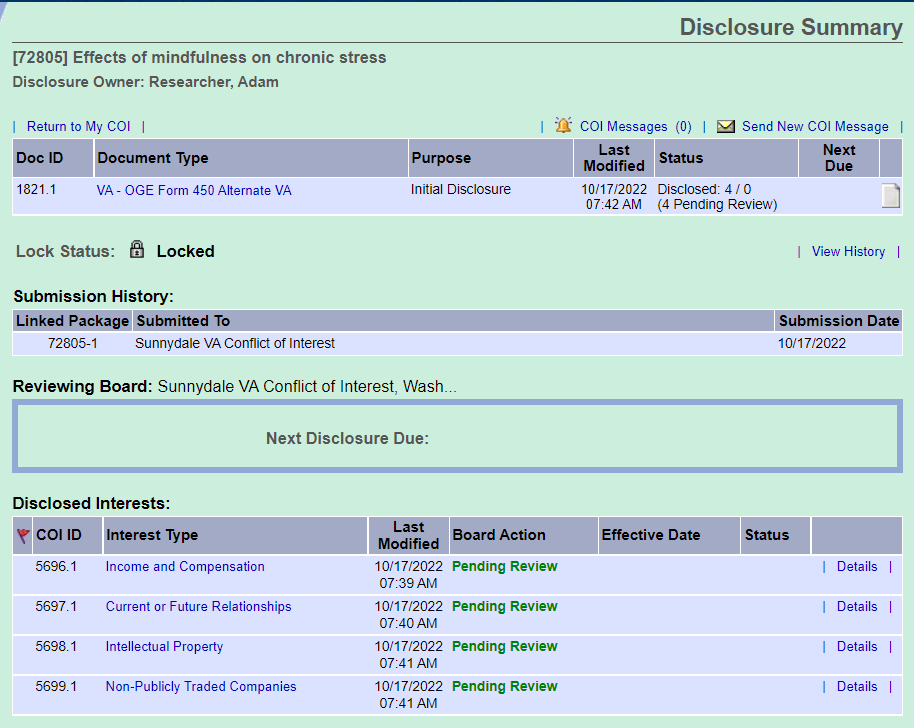 Disclosure Summary
[72805] Effects of mindfulness on chronic stress
Disclosure Owner: Researcher, Adam
| Return to My COI | | COI Messages (0) | Send New COI Message |
Doc ID Document Type Purpose Last Modified Status Next Due
1821.1 VA - OGE Form 450 Alternate VA Initial Disclosure 10/17/2022 07:42 AM Disclosed: 4 / 0 (4 Pending Review)
Lock Status: Locked | View History |
Submission History:
Linked Package Submitted To Submission Date
72805-1 Sunnydale VA Conflict of Interest 10/17/2022
Reviewing Board: Sunnydale VA Conflict of Interest, Wash...
Next Disclosure Due:
Disclosed Interests:
COI ID Interest Type Last Modified Board Action Effective Date Status
5696.1 Income and Compensation 10/17/2022 07:39 AM Pending Review | Details |
5697.1 Current or Future Relationships 10/17/2022 07:40 AM Pending Review | Details |
5698.1 Intellectual Property 10/17/2022 07:41 AM Pending Review | Details |
5699.1 Non-Publicly Traded Companies 10/17/2022 07:41 AM Pending Review | Details |